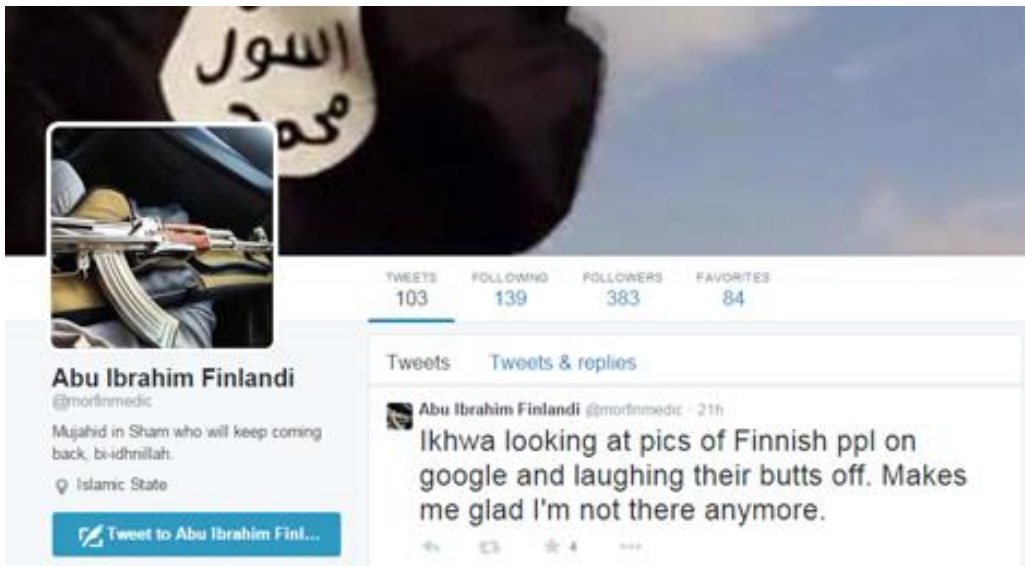 رسول
محمد
TWEETS FOLLOWING FOLLOWERS FAVORITES
103 139 383 84
Abu Ibrahim Finlandi
@morfinmedic
Mujahid in Sham who will keep coming
back, bi-idhnillah.
Islamic State
Tweet to Abu Ibrahim Finl...
Tweets Tweets & replies
Abu Ibrahim Finlandi @morfinmedic · 21h
Ikhwa looking at pics of Finnish ppl on
google and laughing their butts off. Makes
me glad I'm not there anymore.
4